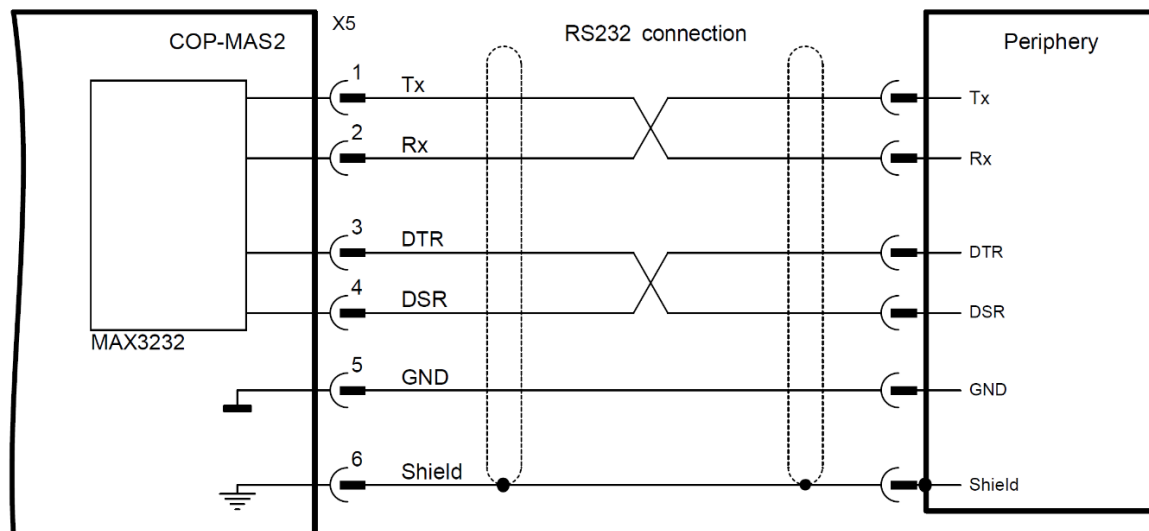 COP-MAS2
X5
RS232 connection
Periphery
1
Tx
Tx
2
Rx
Rx
3
DTR
DTR
4
DSR
DSR
MAX3232
5
GND
GND
6
Shield
Shield